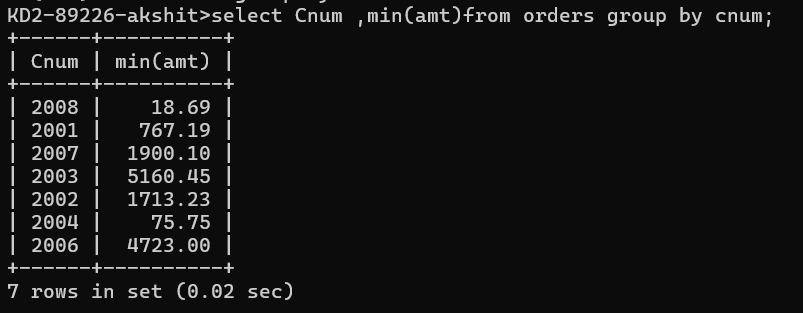 KD2-89226-akshit>select Cnum ,min(amt)from orders group by cnum;
+------+----------+
| Cnum | min(amt) |
+------+----------+
| 2008 |    18.69 |
| 2001 |   767.19 |
| 2007 |  1900.10 |
| 2003 |  5160.45 |
| 2002 |  1713.23 |
| 2004 |    75.75 |
| 2006 |  4723.00 |
+------+----------+
7 rows in set (0.02 sec)